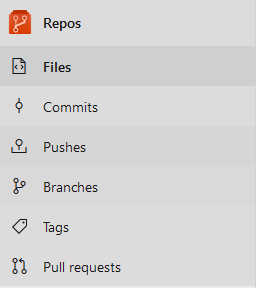 Repos
Files
Commits
Pushes
Branches
Tags
Pull requests